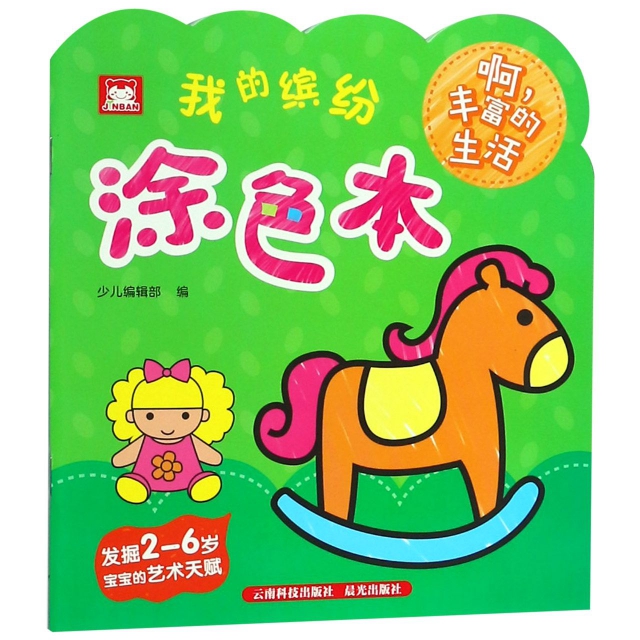 JINBAN
我的缤纷
涂色本
啊，
丰富的
生活
少儿编辑部 编
发掘2-6岁
宝宝的艺术天赋
云南科技出版社 晨光出版社